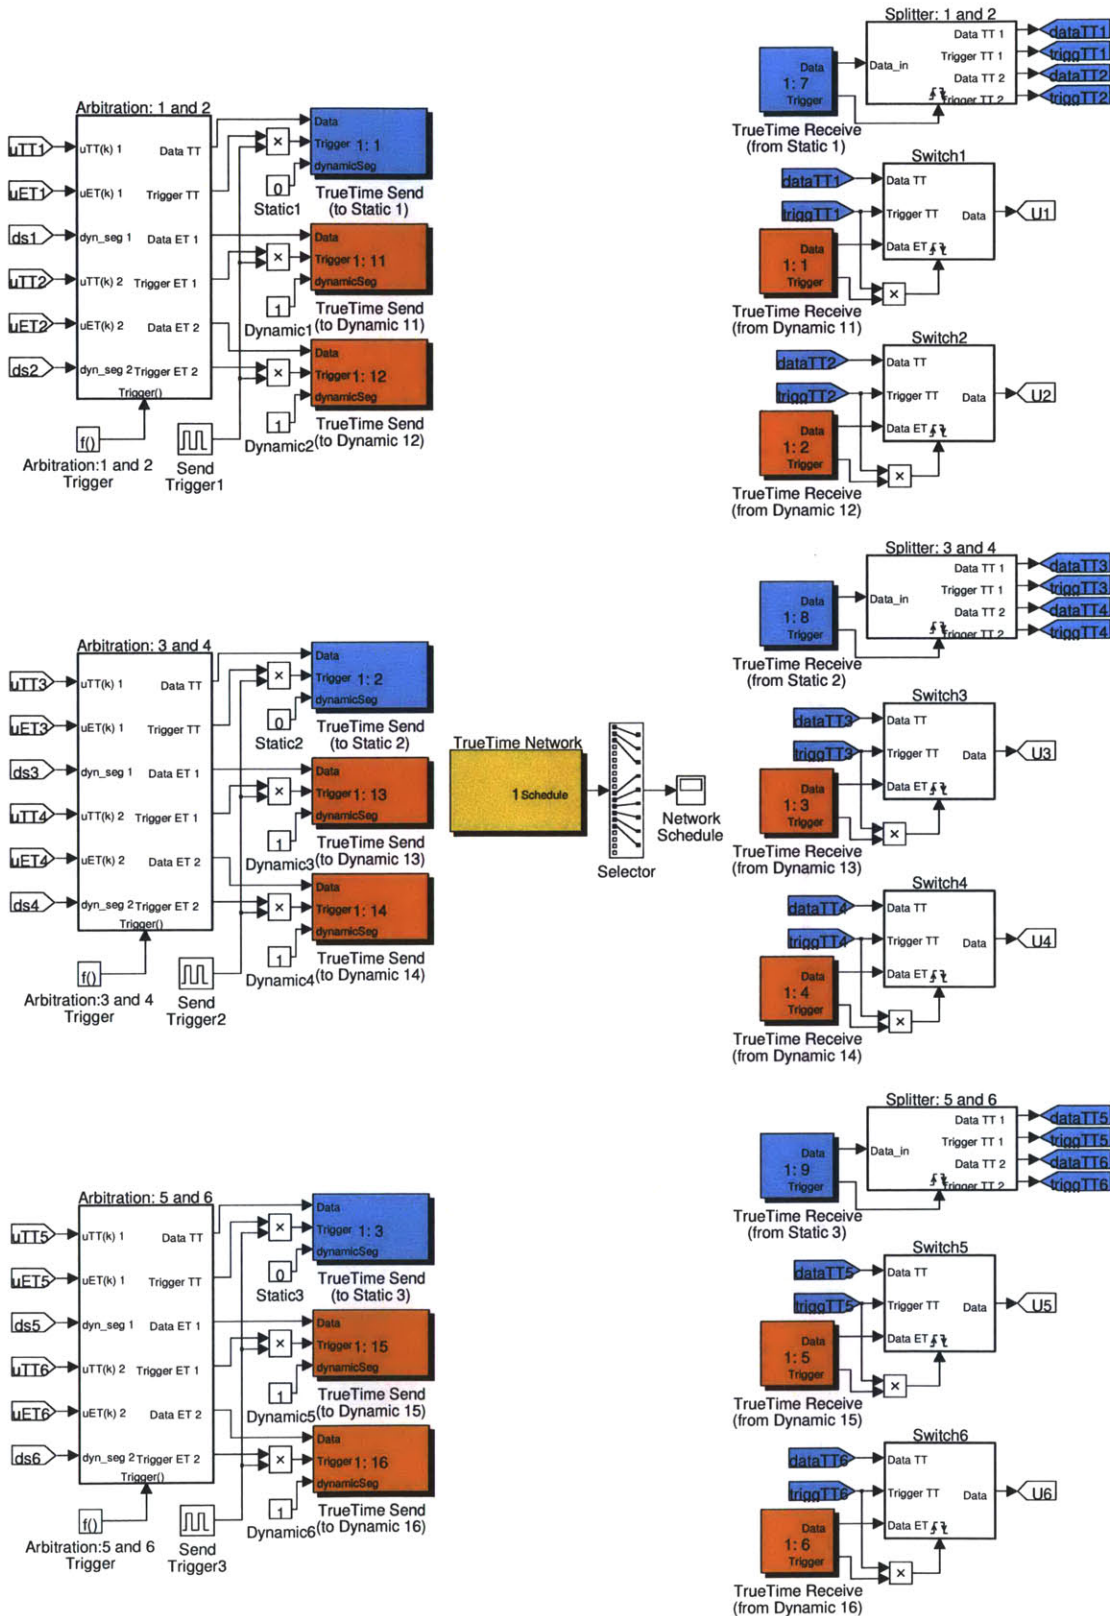 Arbitration: 1 and 2
uTT1
uET1
ds1
uTT2
uET2
ds2
uTT(k) 1
uET(k) 1
dyn_seg 1
uTT(k) 2
uET(k) 2
dyn_seg 2
Data TT
Trigger TT
Data ET 1
Trigger ET 1
Data ET 2
Trigger ET 2
Trigger()
f()
Arbitration:1 and 2
Trigger
Send
Trigger1
×
0
Static1
Data
Trigger 1: 1
dynamicSeg
TrueTime Send
(to Static 1)
×
1
Dynamic1
Data
Trigger 1: 11
dynamicSeg
TrueTime Send
(to Dynamic 11)
×
1
Dynamic2
Data
Trigger 1: 12
dynamicSeg
TrueTime Send
(to Dynamic 12)
Splitter: 1 and 2
Data
1: 7
Trigger
TrueTime Receive
(from Static 1)
Data_in
Data TT 1
Trigger TT 1
Data TT 2
Trigger TT 2
dataTT1
triggTT1
dataTT2
triggTT2
Switch1
dataTT1
triggTT1
Data TT
Trigger TT
Data ET
Data
U1
Data
1: 1
Trigger
×
TrueTime Receive
(from Dynamic 11)
Switch2
dataTT2
triggTT2
Data TT
Trigger TT
Data ET
Data
U2
Data
1: 2
Trigger
×
TrueTime Receive
(from Dynamic 12)
Arbitration: 3 and 4
uTT3
uET3
ds3
uTT4
uET4
ds4
uTT(k) 1
uET(k) 1
dyn_seg 1
uTT(k) 2
uET(k) 2
dyn_seg 2
Data TT
Trigger TT
Data ET 1
Trigger ET 1
Data ET 2
Trigger ET 2
Trigger()
f()
Arbitration:3 and 4
Trigger
Send
Trigger2
×
0
Static2
Data
Trigger 1: 2
dynamicSeg
TrueTime Send
(to Static 2)
×
1
Dynamic3
Data
Trigger 1: 13
dynamicSeg
TrueTime Send
(to Dynamic 13)
×
1
Dynamic4
Data
Trigger 1: 14
dynamicSeg
TrueTime Send
(to Dynamic 14)
TrueTime Network
1 Schedule
Selector
Network
Schedule
Splitter: 3 and 4
Data
1: 8
Trigger
TrueTime Receive
(from Static 2)
Data_in
Data TT 1
Trigger TT 1
Data TT 2
Trigger TT 2
dataTT3
triggTT3
dataTT4
triggTT4
Switch3
dataTT3
triggTT3
Data TT
Trigger TT
Data ET
Data
U3
Data
1: 3
Trigger
×
TrueTime Receive
(from Dynamic 13)
Switch4
dataTT4
triggTT4
Data TT
Trigger TT
Data ET
Data
U4
Data
1: 4
Trigger
×
TrueTime Receive
(from Dynamic 14)
Arbitration: 5 and 6
uTT5
uET5
ds5
uTT6
uET6
ds6
uTT(k) 1
uET(k) 1
dyn_seg 1
uTT(k) 2
uET(k) 2
dyn_seg 2
Data TT
Trigger TT
Data ET 1
Trigger ET 1
Data ET 2
Trigger ET 2
Trigger()
f()
Arbitration:5 and 6
Trigger
Send
Trigger3
×
0
Static3
Data
Trigger 1: 3
dynamicSeg
TrueTime Send
(to Static 3)
×
1
Dynamic5
Data
Trigger 1: 15
dynamicSeg
TrueTime Send
(to Dynamic 15)
×
1
Dynamic6
Data
Trigger 1: 16
dynamicSeg
TrueTime Send
(to Dynamic 16)
Splitter: 5 and 6
Data
1: 9
Trigger
TrueTime Receive
(from Static 3)
Data_in
Data TT 1
Trigger TT 1
Data TT 2
Trigger TT 2
dataTT5
triggTT5
dataTT6
triggTT6
Switch5
dataTT5
triggTT5
Data TT
Trigger TT
Data ET
Data
U5
Data
1: 5
Trigger
×
TrueTime Receive
(from Dynamic 15)
Switch6
dataTT6
triggTT6
Data TT
Trigger TT
Data ET
Data
U6
Data
1: 6
Trigger
×
TrueTime Receive
(from Dynamic 16)